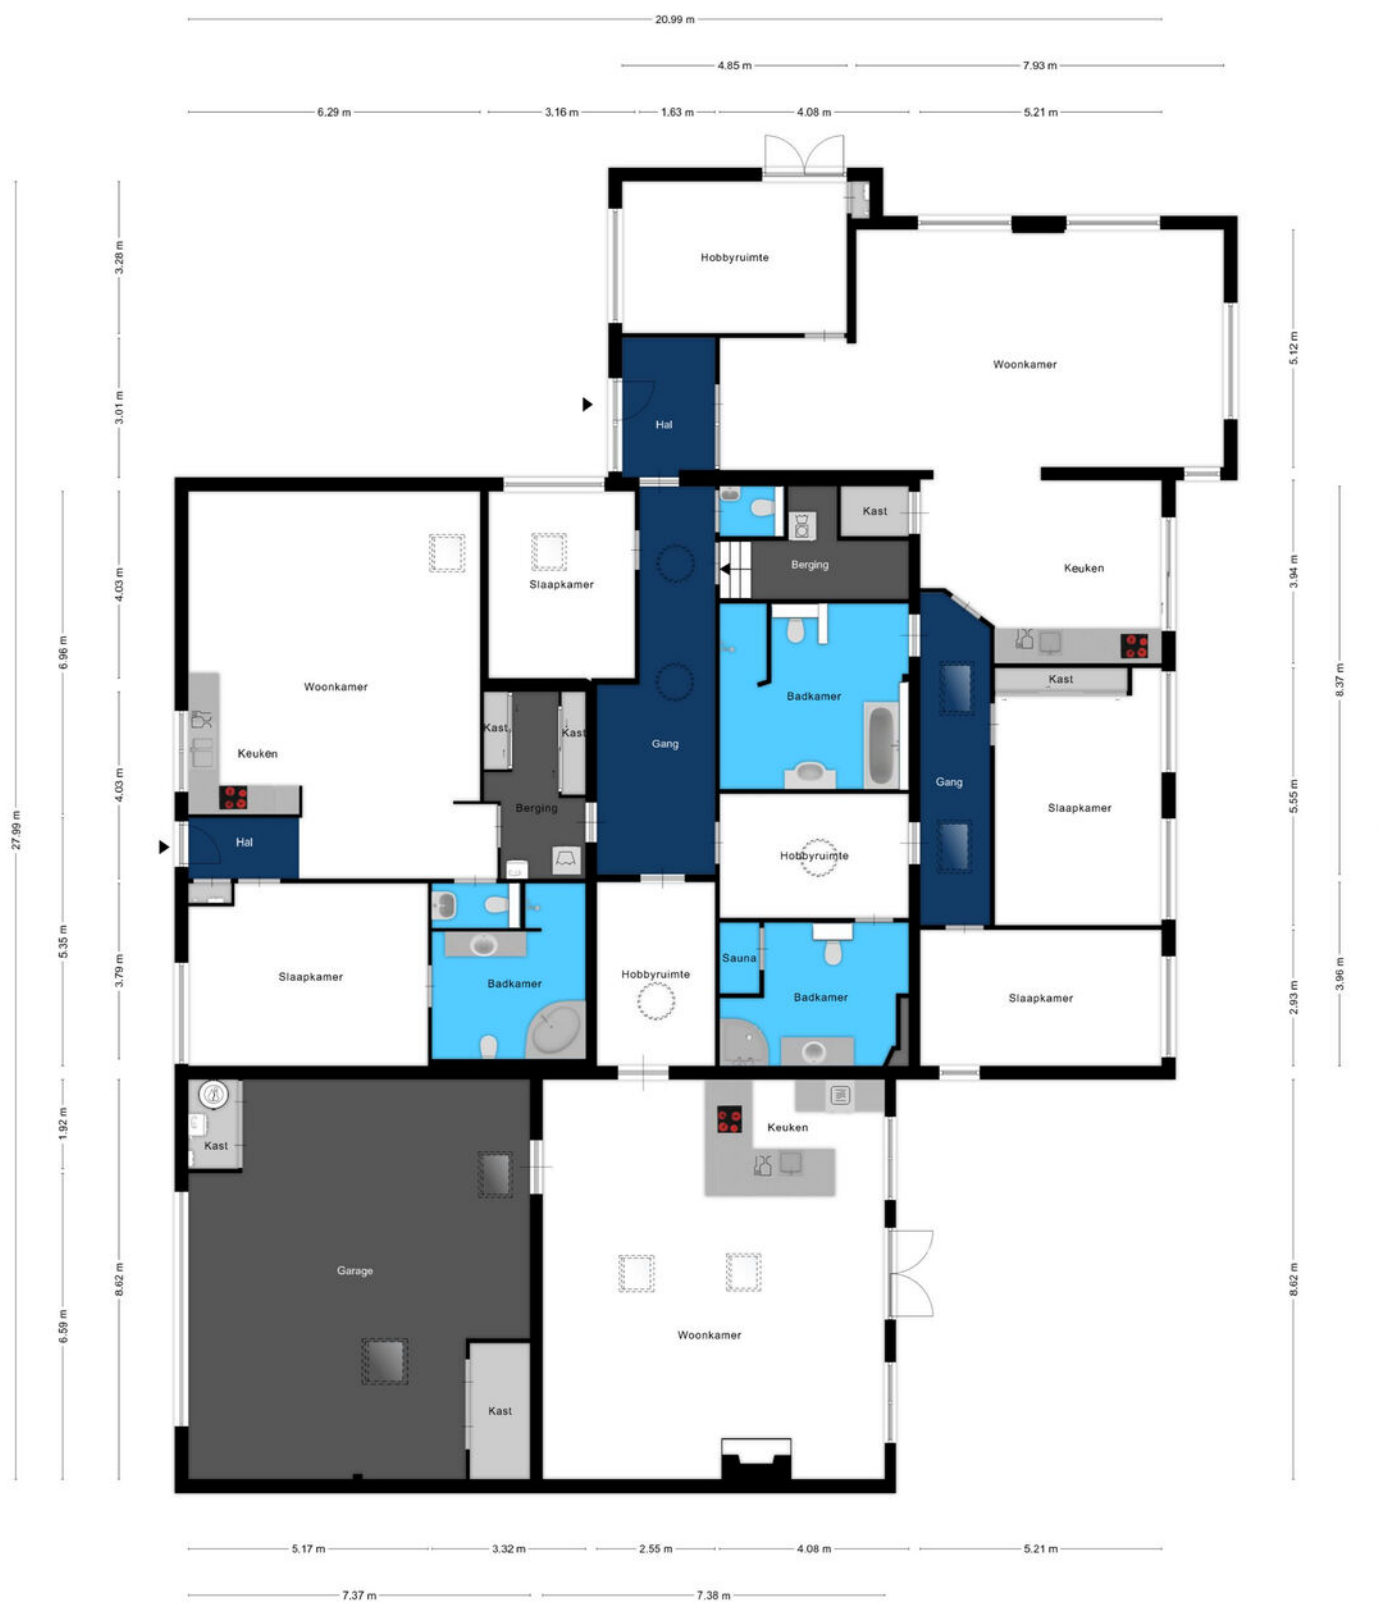 20.99 m
4.85 m
7.93 m
6.29 m
3.16 m
1.63 m
4.08 m
5.21 m
3.28 m
Hobbyruimte
5.12 m
Woonkamer
3.01 m
Hal
Kast
Berging
Keuken
Slaapkamer
4.03 m
3.94 m
6.96 m
Woonkamer
Keuken
Kast
Kast
Gang
Badkamer
Kast
8.37 m
Gang
Slaapkamer
5.55 m
4.03 m
Berging
27.99 m
Hal
Hobbyruimte
5.35 m
3.79 m
Slaapkamer
Badkamer
Hobbyruimte
Sauna
Badkamer
Slaapkamer
2.93 m
3.96 m
1.92 m
Kast
Keuken
8.62 m
Garage
8.62 m
6.59 m
Woonkamer
Kast
5.17 m
3.32 m
2.55 m
4.08 m
5.21 m
7.37 m
7.38 m